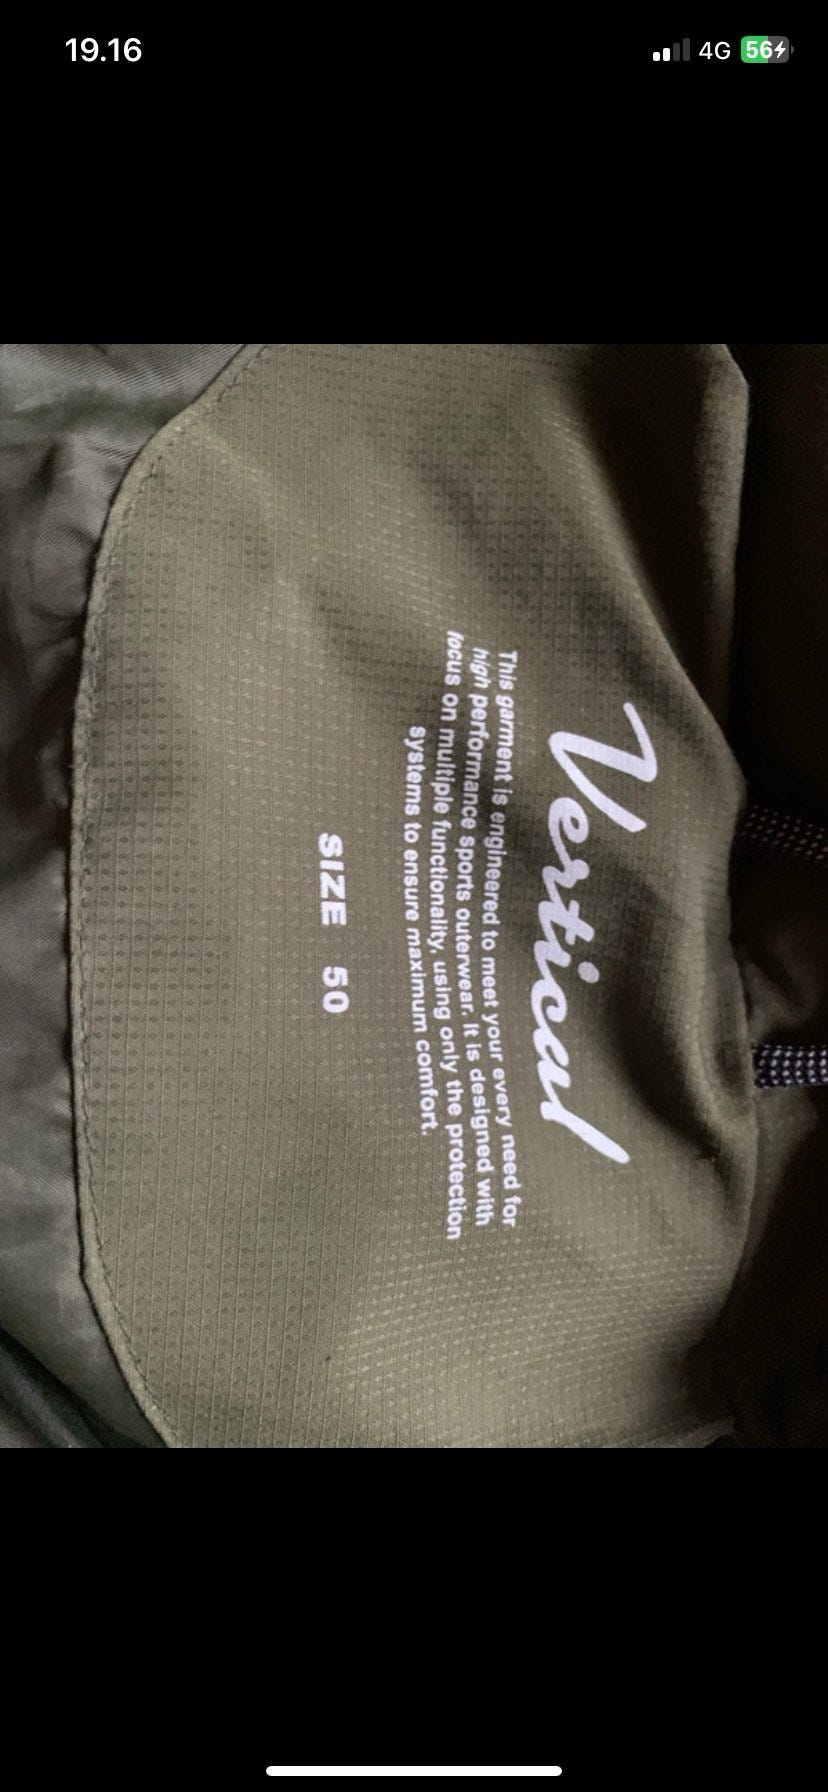 19.16
4G
56
Vertical
This garment is engineered to meet your every need for
high performance sports outerwear. It is designed with
focus on multiple functionality, using only the protection
systems to ensure maximum comfort.
SIZE 50